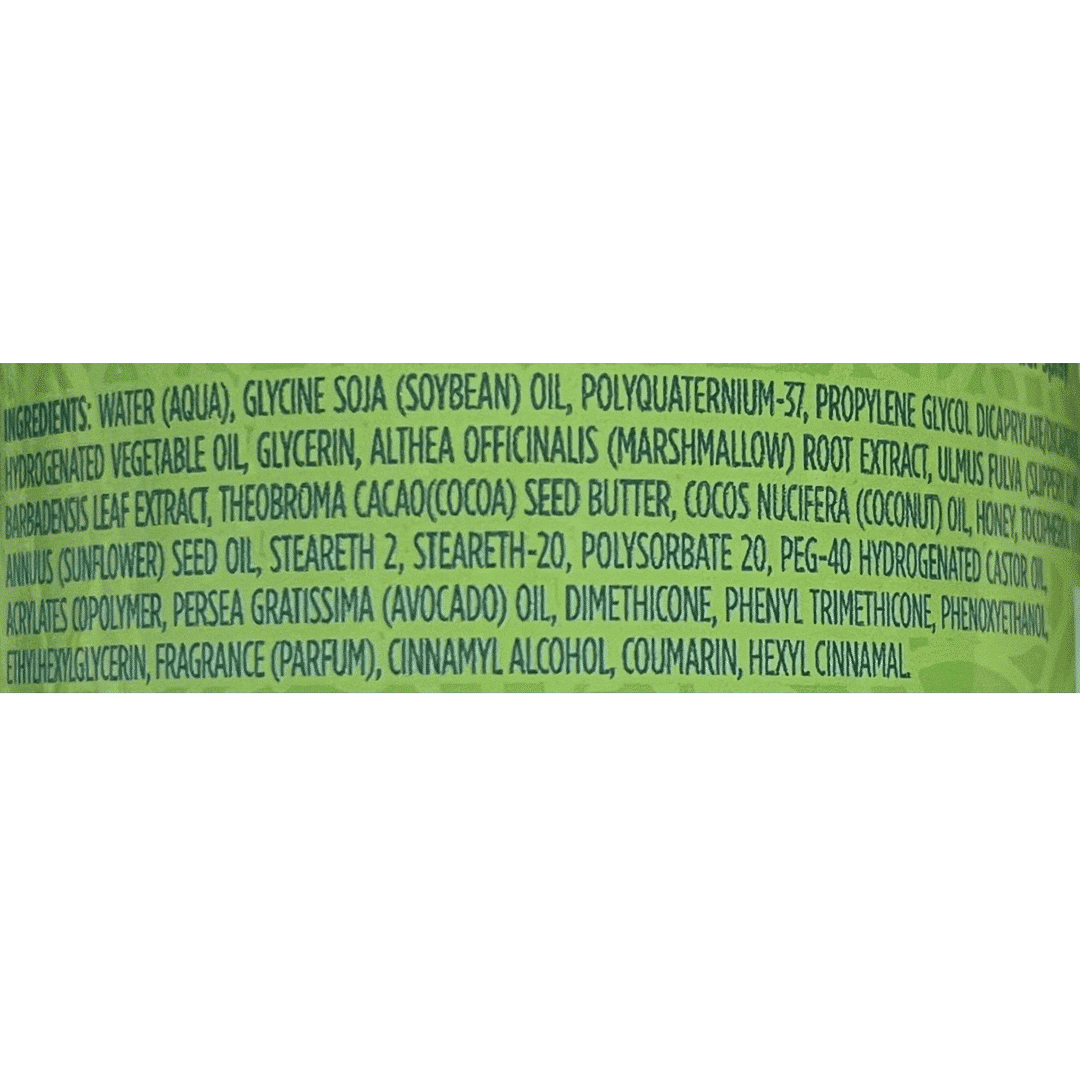 INGREDIENTS: WATER (AQUA), GLYCINE SOJA (SOYBEAN) OIL, POLYQUATERNIUM-37, PROPYLENE GLYCOL
HYDROGENATED VEGETABLE OIL, GLYCERIN, ALTHEA OFFICINALIS (MARSHMALLOW) ROOT EXTRACT, ULMUS FULVA (SLIPPERY
BARBADENSIS LEAF EXTRACT, THEOBROMA CACAO(COCOA) SEED BUTTER, COCOS NUCIFERA (COCONUT) OIL, HONEY,
ANNUUS (SUNFLOWER) SEED OIL, STEARETH 2, STEARETH-20, POLYSORBATE 20, PEG-40 HYDROGENATED CASTOR OIL,
ACRYLATES COPOLYMER, PERSEA GRATISSIMA (AVOCADO) OIL, DIMETHICONE, PHENYL TRIMETHICONE, PHENOXYETHANOL,
ETHYLHEXYLGLYCERIN, FRAGRANCE (PARFUM), CINNAMYL ALCOHOL, COUMARIN, HEXYL CINNAMAL.